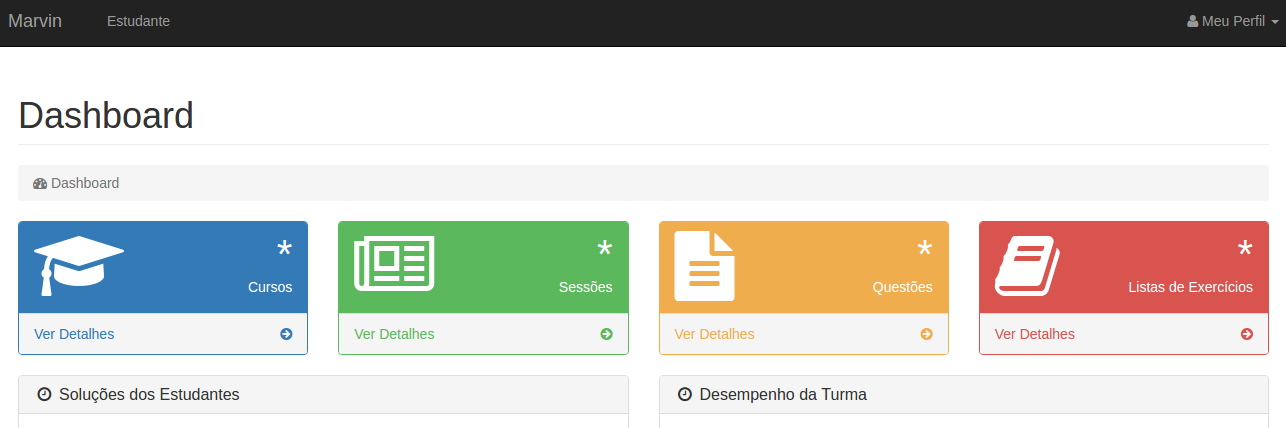 Marvin Estudante Meu Perfil
Dashboard
Dashboard
* * * *
Cursos Sessões Questões Listas de Exercícios
Ver Detalhes Ver Detalhes Ver Detalhes Ver Detalhes
Soluções dos Estudantes Desempenho da Turma